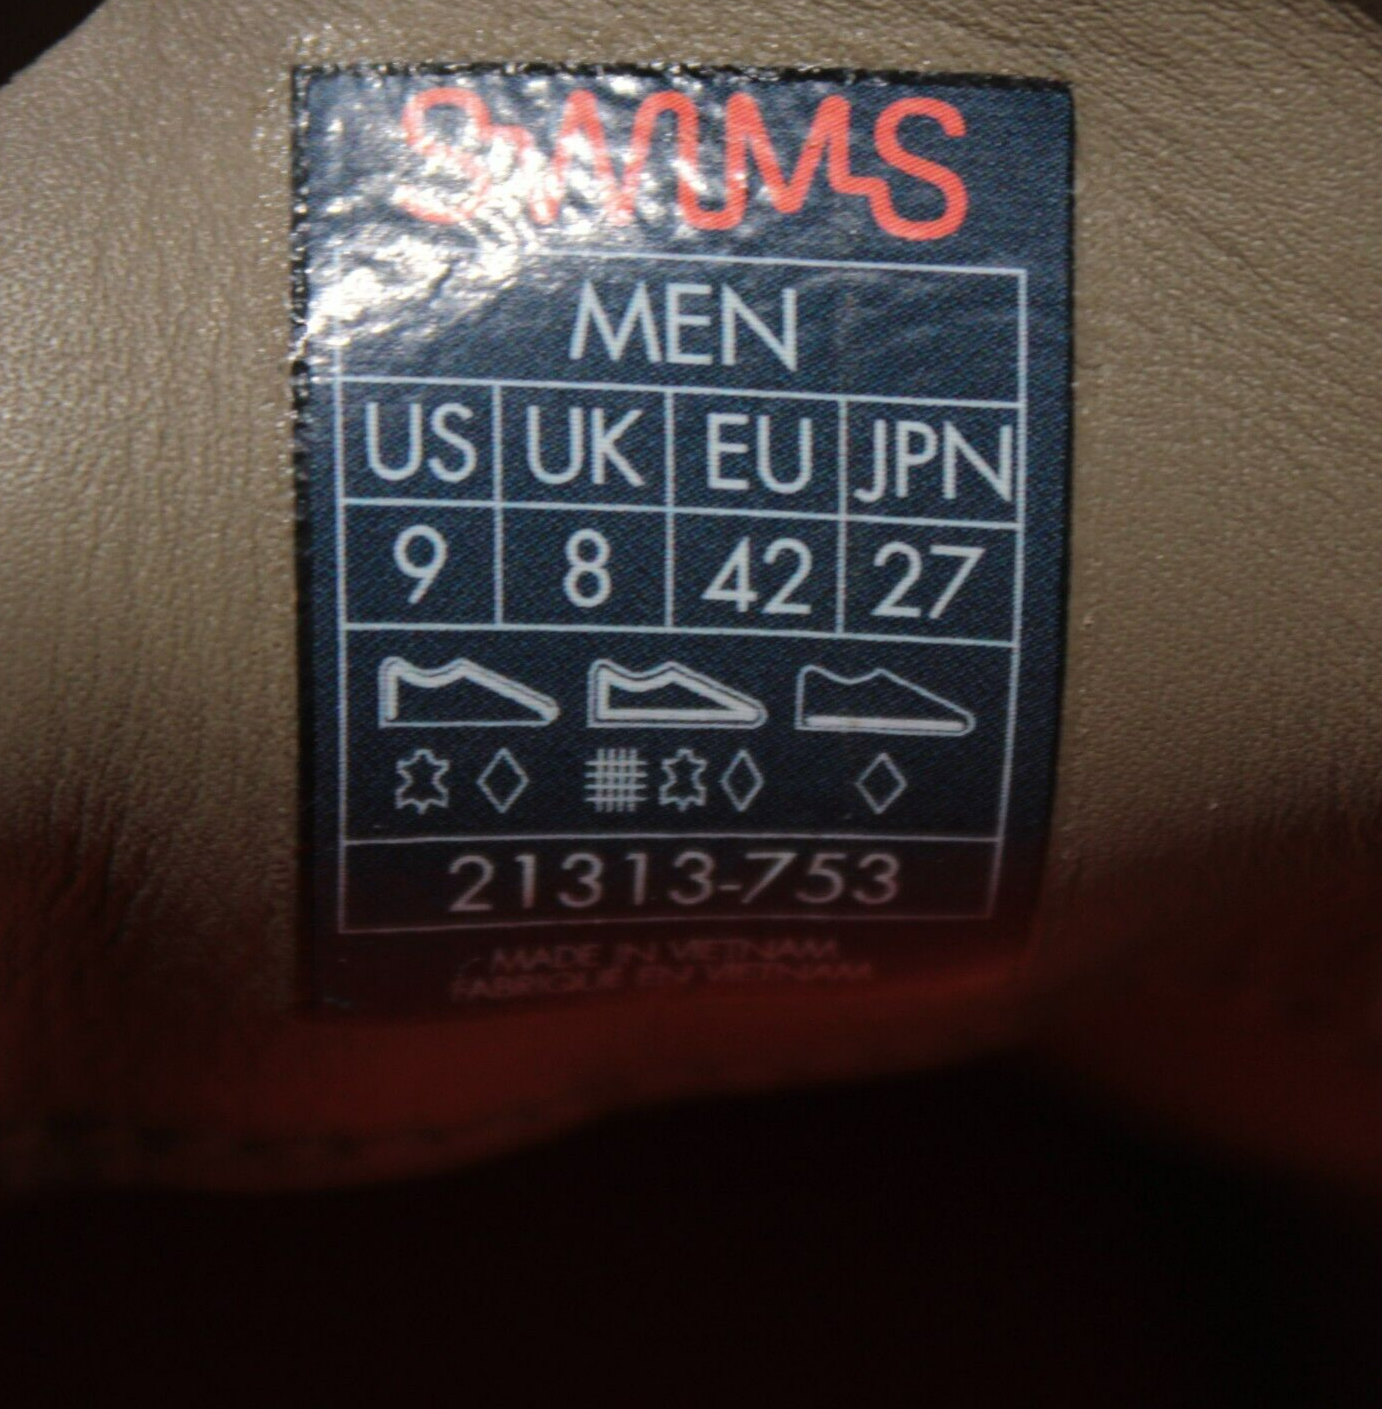 SWIMS
MEN
US UK EU JPN
9 8 42 27
21313-753
MADE IN VIETNAM
FABRIQUE EN VIETNAM